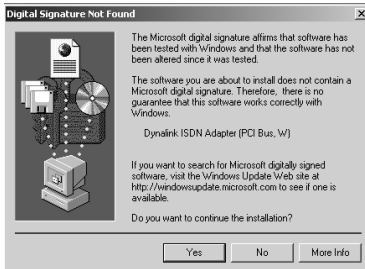 Digital Signature Not Found
The Microsoft digital signature affirms that software has
been tested with Windows and that the software has not
been altered since it was tested.
The software you are about to install does not contain a
Microsoft digital signature. Therefore, there is no
guarantee that this software works correctly with
Windows.
Dynalink ISDN Adapter (PCI Bus, W)
If you want to search for Microsoft digitally signed
software, visit the Windows Update Web site at
http://windowsupdate.microsoft.com to see if one is
available.
Do you want to continue the installation?
Yes No More Info